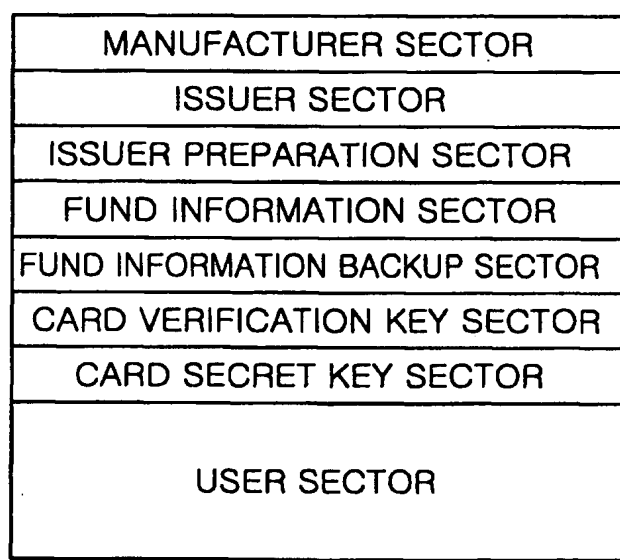 MANUFACTURER SECTOR
ISSUER SECTOR
ISSUER PREPARATION SECTOR
FUND INFORMATION SECTOR
FUND INFORMATION BACKUP SECTOR
CARD VERIFICATION KEY SECTOR
CARD SECRET KEY SECTOR
USER SECTOR